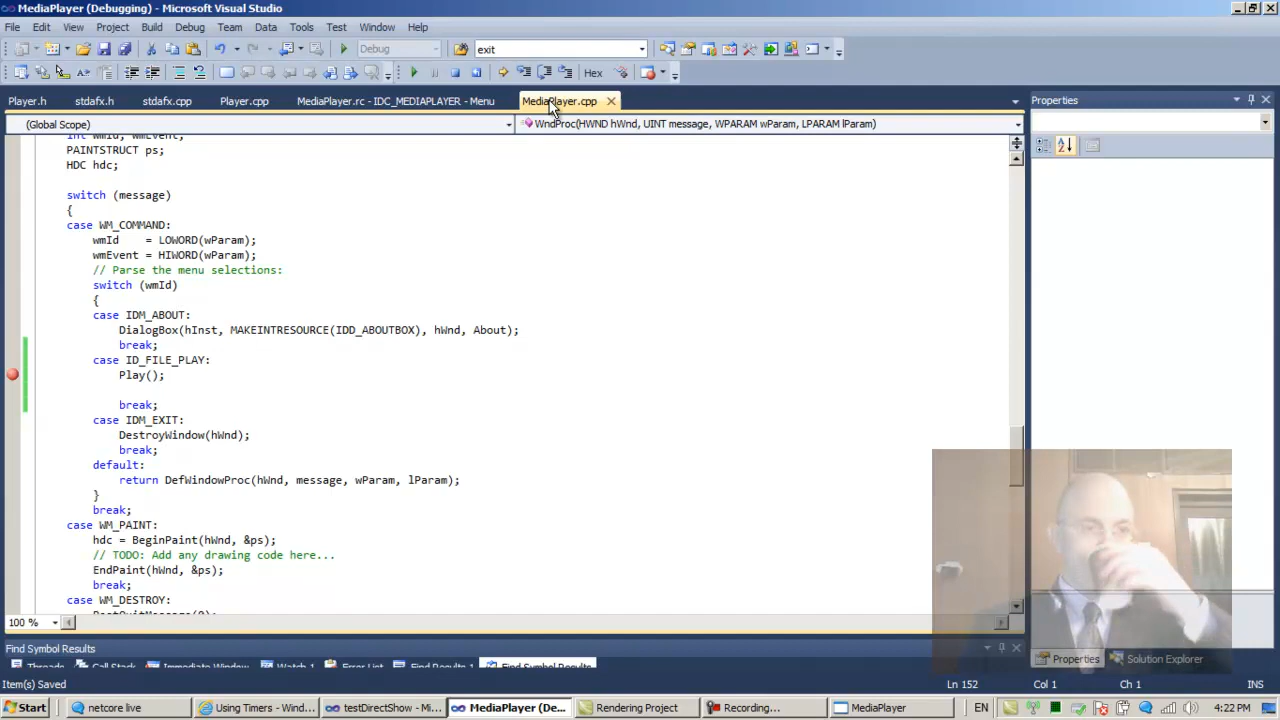 MediaPlayer (Debugging) - Microsoft Visual Studio
File Edit View Project Build Debug Team Data Tools Test Window Help
Debug exit
Hex
Player.h stdafx.h stdafx.cpp Player.cpp MediaPlayer.rc - IDC_MEDIAPLAYER - Menu MediaPlayer.cpp Properties
(Global Scope) WndProc(HWND hWnd, UINT message, WPARAM wParam, LPARAM lParam)
int wmId, wmEvent;
PAINTSTRUCT ps;
HDC hdc;
switch (message)
{
case WM_COMMAND:
wmId = LOWORD(wParam);
wmEvent = HIWORD(wParam);
// Parse the menu selections:
switch (wmId)
{
case IDM_ABOUT:
DialogBox(hInst, MAKEINTRESOURCE(IDD_ABOUTBOX), hWnd, About);
break;
case ID_FILE_PLAY:
Play();
break;
case IDM_EXIT:
DestroyWindow(hWnd);
break;
default:
return DefWindowProc(hWnd, message, wParam, lParam);
}
break;
case WM_PAINT:
hdc = BeginPaint(hWnd, &ps);
// TODO: Add any drawing code here...
EndPaint(hWnd, &ps);
break;
case WM_DESTROY:
PostQuitMessage(0);
100 %
Find Symbol Results
Threads Call Stack Immediate Window Watch 1 Error List Find Results 1 Find Symbol Results Properties Solution Explorer
Item(s) Saved Ln 152 Col 1 Ch 1 INS
Start netcore live Using Timers - Wind... testDirectShow - Mi... MediaPlayer (De... Rendering Project Recording... MediaPlayer EN 4:22 PM